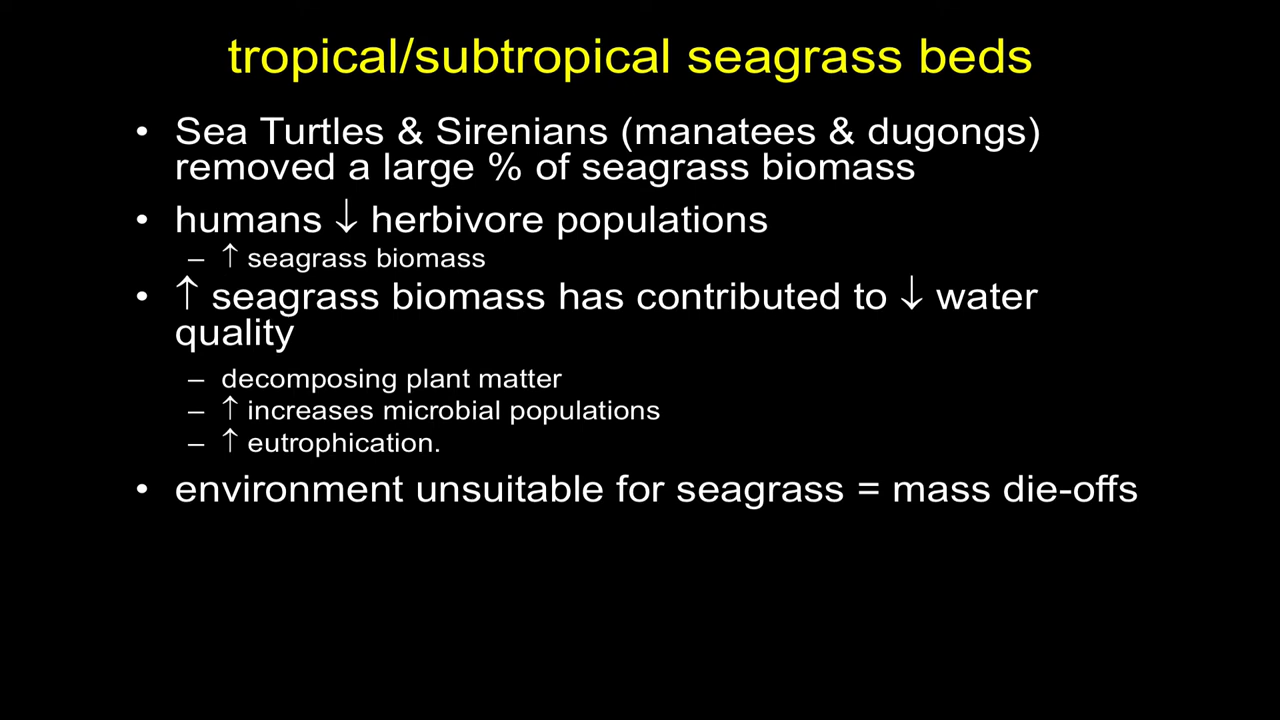 tropical/subtropical seagrass beds
• Sea Turtles & Sirenians (manatees & dugongs)
removed a large % of seagrass biomass
• humans ↓ herbivore populations
– ↑ seagrass biomass
• ↑ seagrass biomass has contributed to ↓ water
quality
– decomposing plant matter
– ↑ increases microbial populations
– ↑ eutrophication.
• environment unsuitable for seagrass = mass die-offs